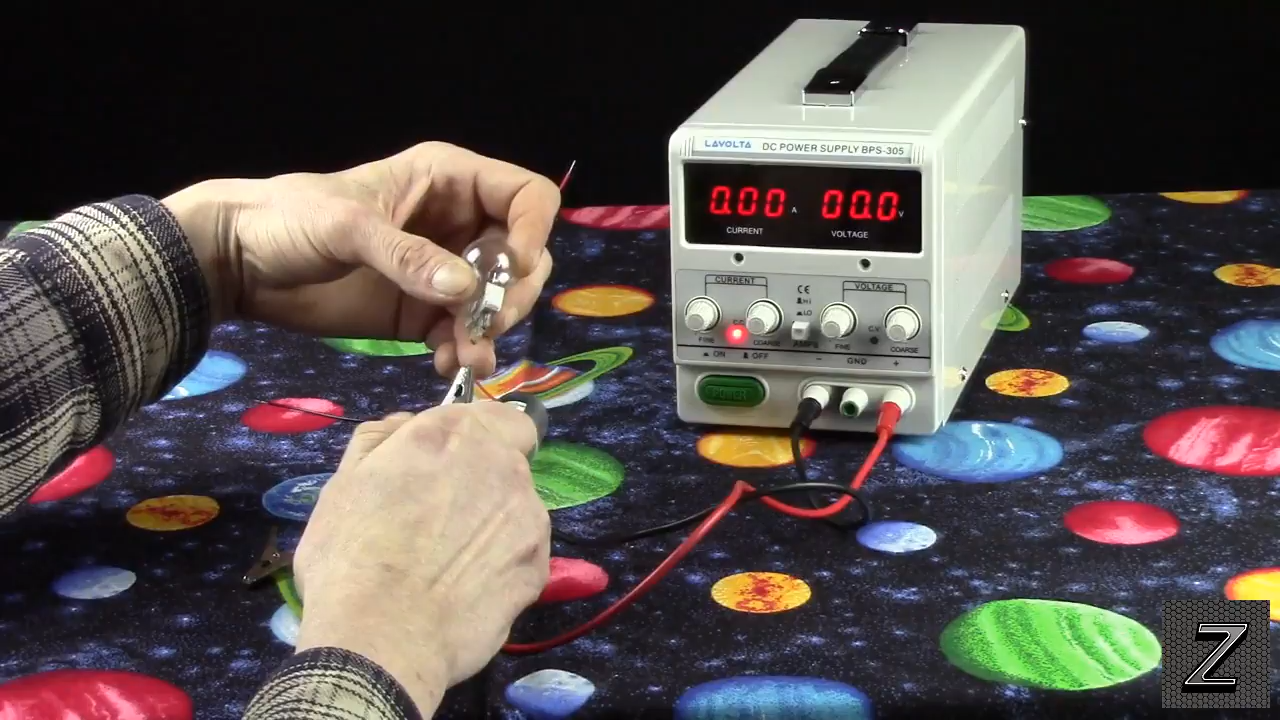 LAVOLTA DC POWER SUPPLY BPS-305
0.00 A 00.0 V
CURRENT VOLTAGE
CURRENT CE VOLTAGE
HI
LO
C.C C.V
FINE COARSE AMPS FINE COARSE
ON OFF - GND +
POWER
Z